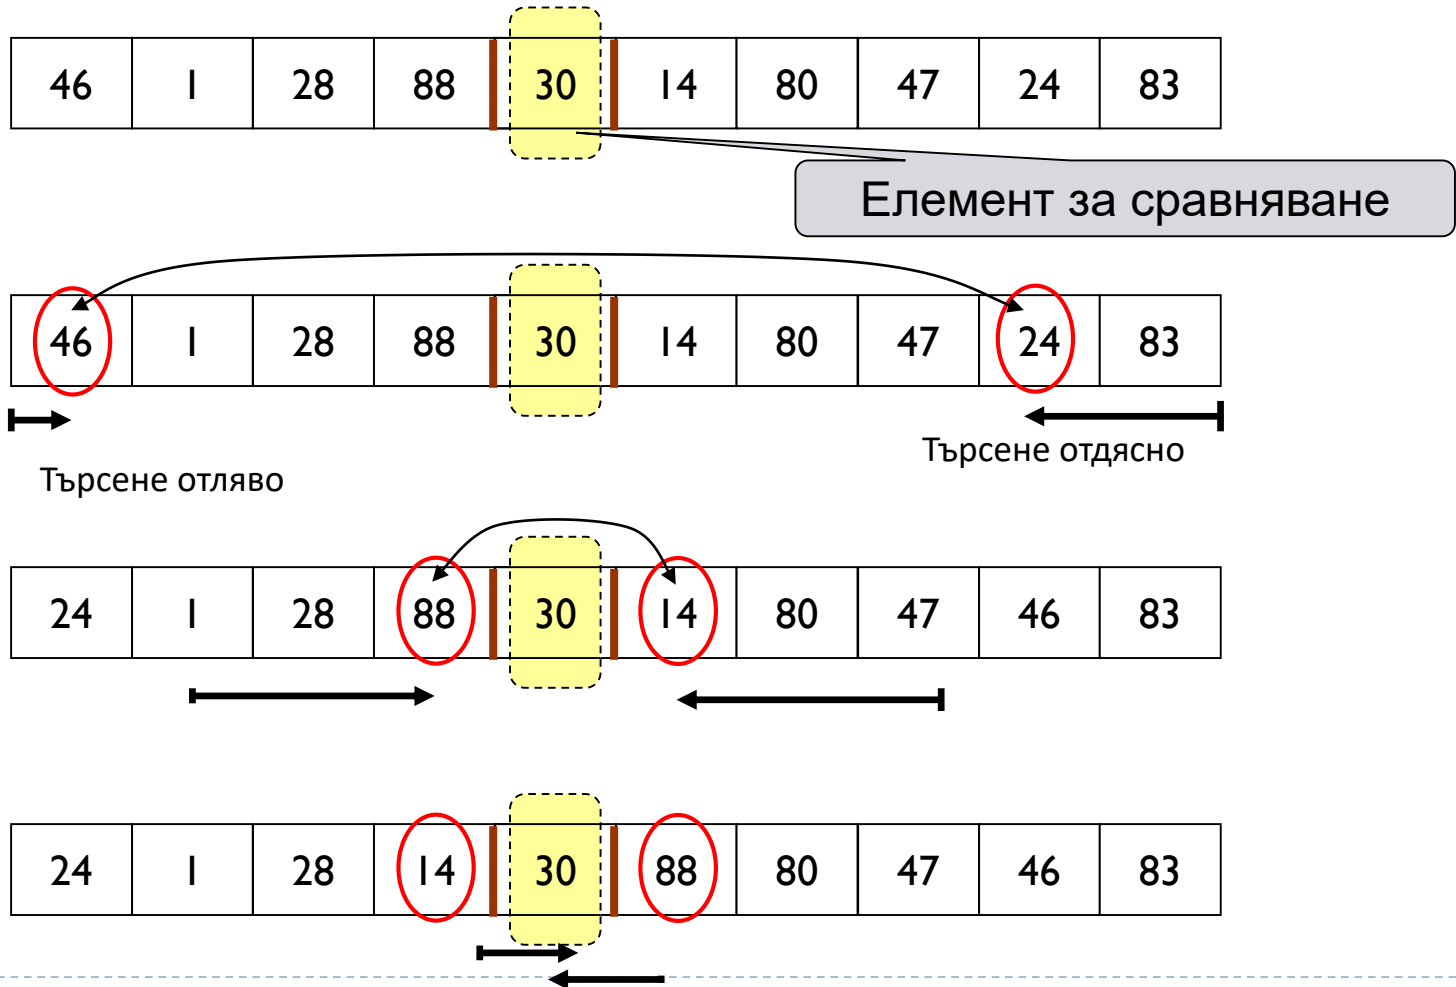 46 1 28 88 30 14 80 47 24 83
Елемент за сравняване
46 1 28 88 30 14 80 47 24 83
Търсене отдясно
Търсене отляво
24 1 28 88 30 14 80 47 46 83
24 1 28 14 30 88 80 47 46 83